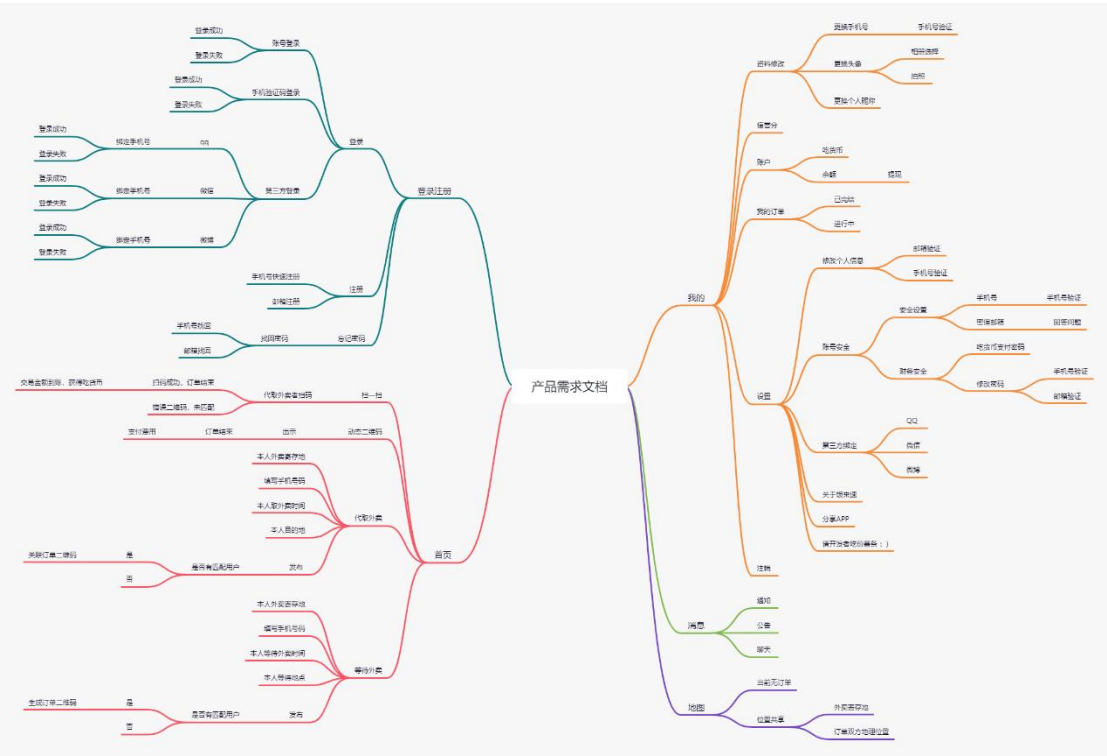 产品需求文档
登录注册
登录
账号登录
登录成功
登录失败
手机验证码登录
登录成功
登录失败
第三方登录
qq
绑定手机号
登录成功
登录失败
微信
绑定手机号
登录成功
登录失败
微博
绑定手机号
登录成功
登录失败
注册
手机号快速注册
邮箱注册
忘记密码
找回密码
手机号找回
邮箱找回
首页
扫一扫
代取外卖者扫码
扫码成功，订单结束
交易金额到账，获得吃货币
错误二维码，未匹配
动态二维码
出示
订单结束
支付费用
代取外卖
本人外卖寄存地
填写手机号码
本人取外卖时间
本人目的地
发布
是否有匹配用户
是
关联订单二维码
否
等待外卖
本人外卖寄存地
填写手机号码
本人等待外卖时间
本人等待地点
发布
是否有匹配用户
是
生成订单二维码
否
我的
资料修改
更换手机号
手机号验证
更换头像
相册选择
拍照
更换个人昵称
信誉分
账户
吃货币
余额
提现
我的订单
已完结
进行中
设置
修改个人信息
邮箱验证
手机号验证
账号安全
安全设置
手机号
手机号验证
密保邮箱
回答问题
财务安全
吃货币支付密码
修改密码
手机号验证
邮箱验证
第三方绑定
QQ
微信
微博
关于饭来速
分享APP
请开发者吃份薯条：）
注销
消息
通知
公告
聊天
地图
当前无订单
位置共享
外卖寄存地
订单双方地理位置